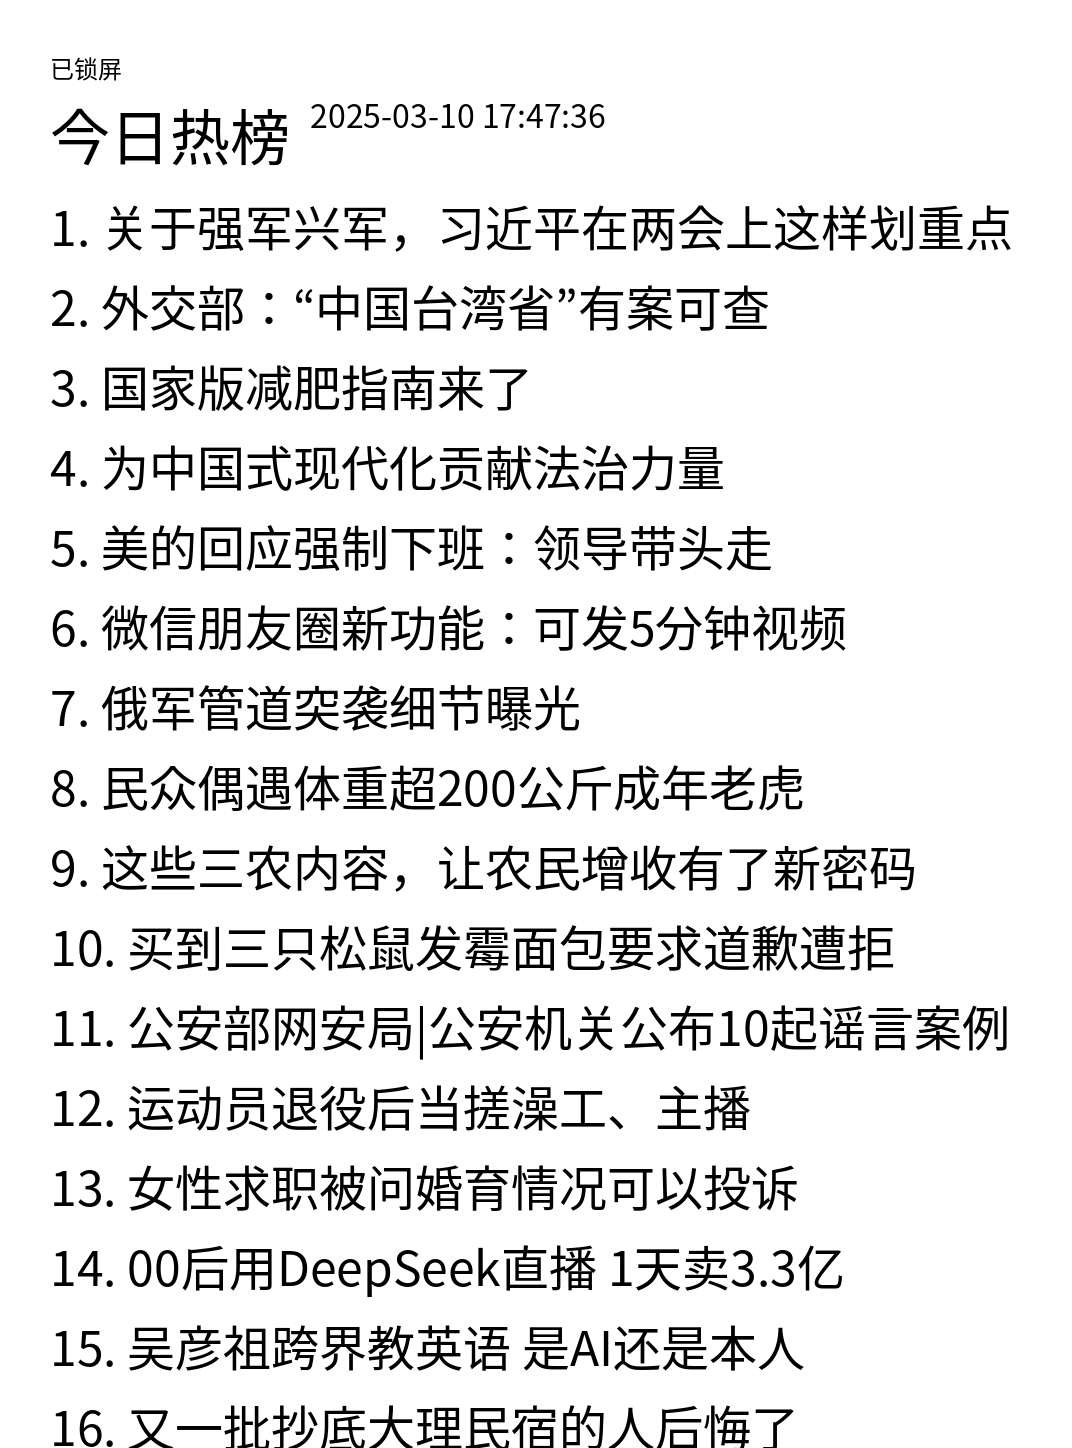 已锁屏
今日热榜 2025-03-10 17:47:36
1. 关于强军兴军，习近平在两会上这样划重点
2. 外交部：“中国台湾省”有案可查
3. 国家版减肥指南来了
4. 为中国式现代化贡献法治力量
5. 美的回应强制下班：领导带头走
6. 微信朋友圈新功能：可发5分钟视频
7. 俄军管道突袭细节曝光
8. 民众偶遇体重超200公斤成年老虎
9. 这些三农内容，让农民增收有了新密码
10. 买到三只松鼠发霉面包要求道歉遭拒
11. 公安部网安局|公安机关公布10起谣言案例
12. 运动员退役后当搓澡工、主播
13. 女性求职被问婚育情况可以投诉
14. 00后用DeepSeek直播 1天卖3.3亿
15. 吴彦祖跨界教英语 是AI还是本人
16. 又一批抄底大理民宿的人后悔了